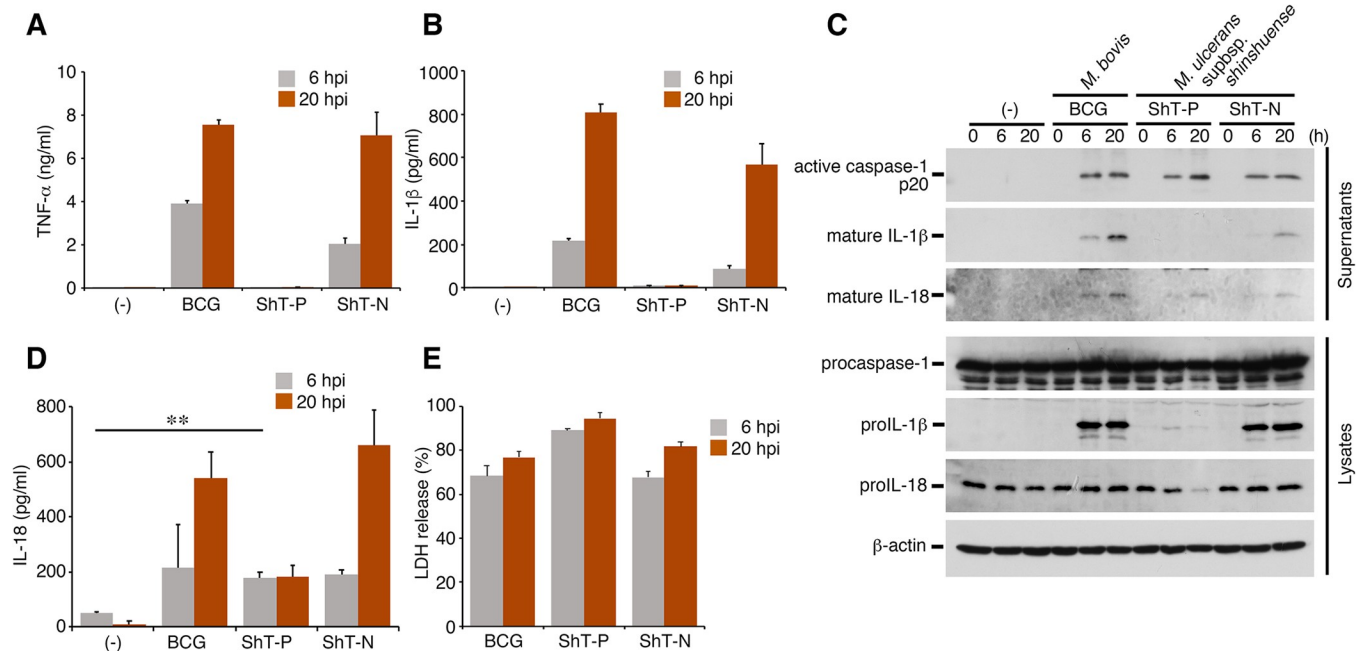 A
TNF-α (ng/ml)
10
8
6
4
2
0
6 hpi
20 hpi
(-)
BCG
ShT-P
ShT-N
B
IL-1β (pg/ml)
1000
800
600
400
200
0
6 hpi
20 hpi
(-)
BCG
ShT-P
ShT-N
C
M. bovis
M. ulcerans
supbsp.
shinshuense
(-)
BCG
ShT-P
ShT-N
0 6 20 0 6 20 0 6 20 0 6 20 (h)
active caspase-1
p20
mature IL-1β
mature IL-18
Supernatants
procaspase-1
proIL-1β
proIL-18
β-actin
Lysates
D
IL-18 (pg/ml)
800
600
400
200
0
**
6 hpi
20 hpi
(-)
BCG
ShT-P
ShT-N
E
LDH release (%)
100
80
60
40
20
0
6 hpi
20 hpi
BCG
ShT-P
ShT-N